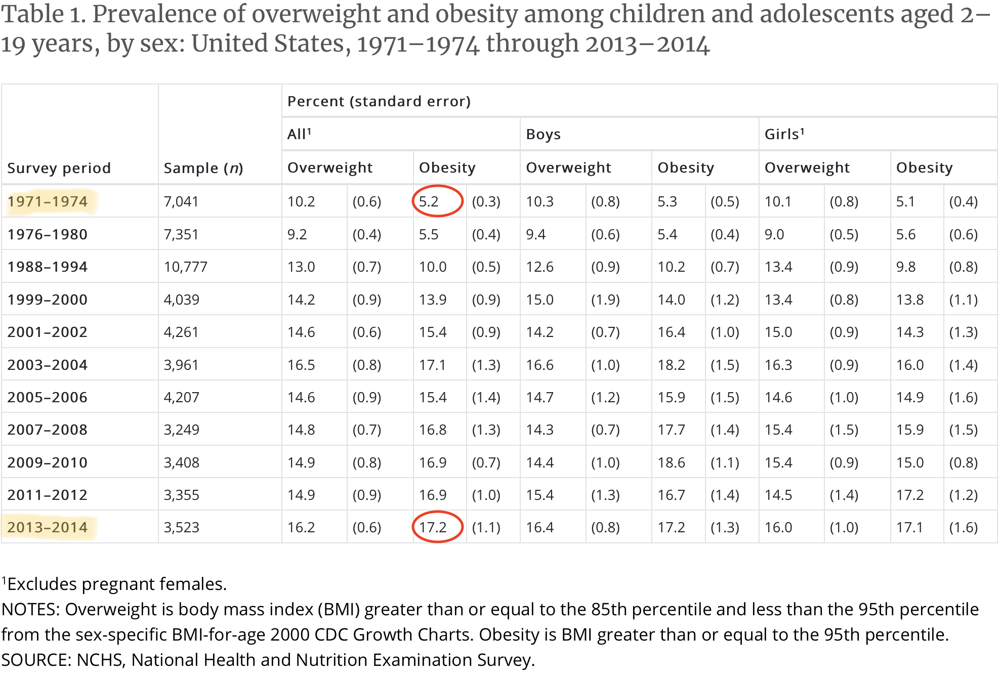 Table 1. Prevalence of overweight and obesity among children and adolescents aged 2–
19 years, by sex: United States, 1971–1974 through 2013–2014
Percent (standard error)
All¹ Boys Girls¹
Survey period Sample (n) Overweight Obesity Overweight Obesity Overweight Obesity
1971–1974 7,041 10.2 (0.6) 5.2 (0.3) 10.3 (0.8) 5.3 (0.5) 10.1 (0.8) 5.1 (0.4)
1976–1980 7,351 9.2 (0.4) 5.5 (0.4) 9.4 (0.6) 5.4 (0.4) 9.0 (0.5) 5.6 (0.6)
1988–1994 10,777 13.0 (0.7) 10.0 (0.5) 12.6 (0.9) 10.2 (0.7) 13.4 (0.9) 9.8 (0.8)
1999–2000 4,039 14.2 (0.9) 13.9 (0.9) 15.0 (1.9) 14.0 (1.2) 13.4 (0.8) 13.8 (1.1)
2001–2002 4,261 14.6 (0.6) 15.4 (0.9) 14.2 (0.7) 16.4 (1.0) 15.0 (0.9) 14.3 (1.3)
2003–2004 3,961 16.5 (0.8) 17.1 (1.3) 16.6 (1.0) 18.2 (1.5) 16.3 (0.9) 16.0 (1.4)
2005–2006 4,207 14.6 (0.9) 15.4 (1.4) 14.7 (1.2) 15.9 (1.5) 14.6 (1.0) 14.9 (1.6)
2007–2008 3,249 14.8 (0.7) 16.8 (1.3) 14.3 (0.7) 17.7 (1.4) 15.4 (1.5) 15.9 (1.5)
2009–2010 3,408 14.9 (0.8) 16.9 (0.7) 14.4 (1.0) 18.6 (1.1) 15.4 (0.9) 15.0 (0.8)
2011–2012 3,355 14.9 (0.9) 16.9 (1.0) 15.4 (1.3) 16.7 (1.4) 14.5 (1.4) 17.2 (1.2)
2013–2014 3,523 16.2 (0.6) 17.2 (1.1) 16.4 (0.8) 17.2 (1.3) 16.0 (1.0) 17.1 (1.6)
¹Excludes pregnant females.
NOTES: Overweight is body mass index (BMI) greater than or equal to the 85th percentile and less than the 95th percentile
from the sex-specific BMI-for-age 2000 CDC Growth Charts. Obesity is BMI greater than or equal to the 95th percentile.
SOURCE: NCHS, National Health and Nutrition Examination Survey.